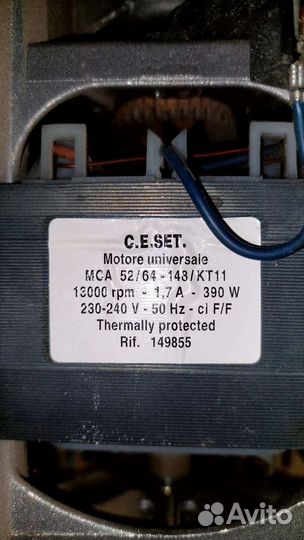 C.E.SET.
Motore universale
MCA 52/64-148/KT11
13000 rpm - 1,7 A - 390 W
230-240 V - 50 Hz - cl F/F
Thermally protected
Rif. 149855
Avito